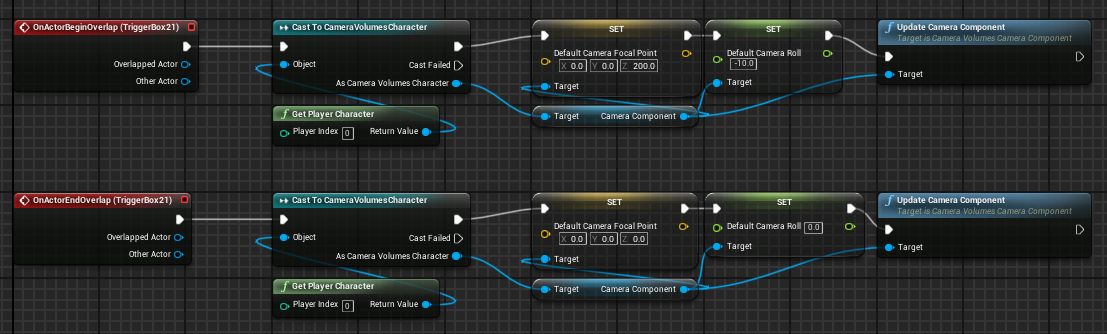 OnActorBeginOverlap (TriggerBox21)
Overlapped Actor
Other Actor
Cast To CameraVolumesCharacter
Object
Cast Failed
As Camera Volumes Character
f Get Player Character
Player Index 0
Return Value
SET
Default Camera Focal Point
X 0.0 Y 0.0 Z 200.0
Target
SET
Default Camera Roll
-10.0
Target
Target Camera Component
f Update Camera Component
Target is Camera Volumes Camera Component
Target
OnActorEndOverlap (TriggerBox21)
Overlapped Actor
Other Actor
Cast To CameraVolumesCharacter
Object
Cast Failed
As Camera Volumes Character
f Get Player Character
Player Index 0
Return Value
SET
Default Camera Focal Point
X 0.0 Y 0.0 Z 0.0
Target
SET
Default Camera Roll 0.0
Target
Target Camera Component
f Update Camera Component
Target is Camera Volumes Camera Component
Target